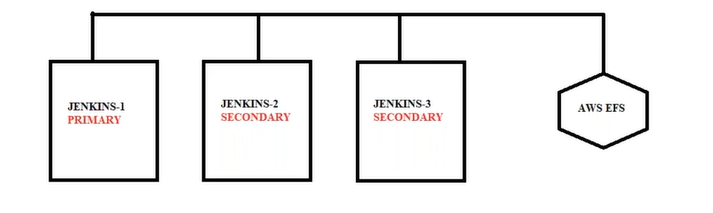 JENKINS-1
PRIMARY
JENKINS-2
SECONDARY
JENKINS-3
SECONDARY
AWS EFS